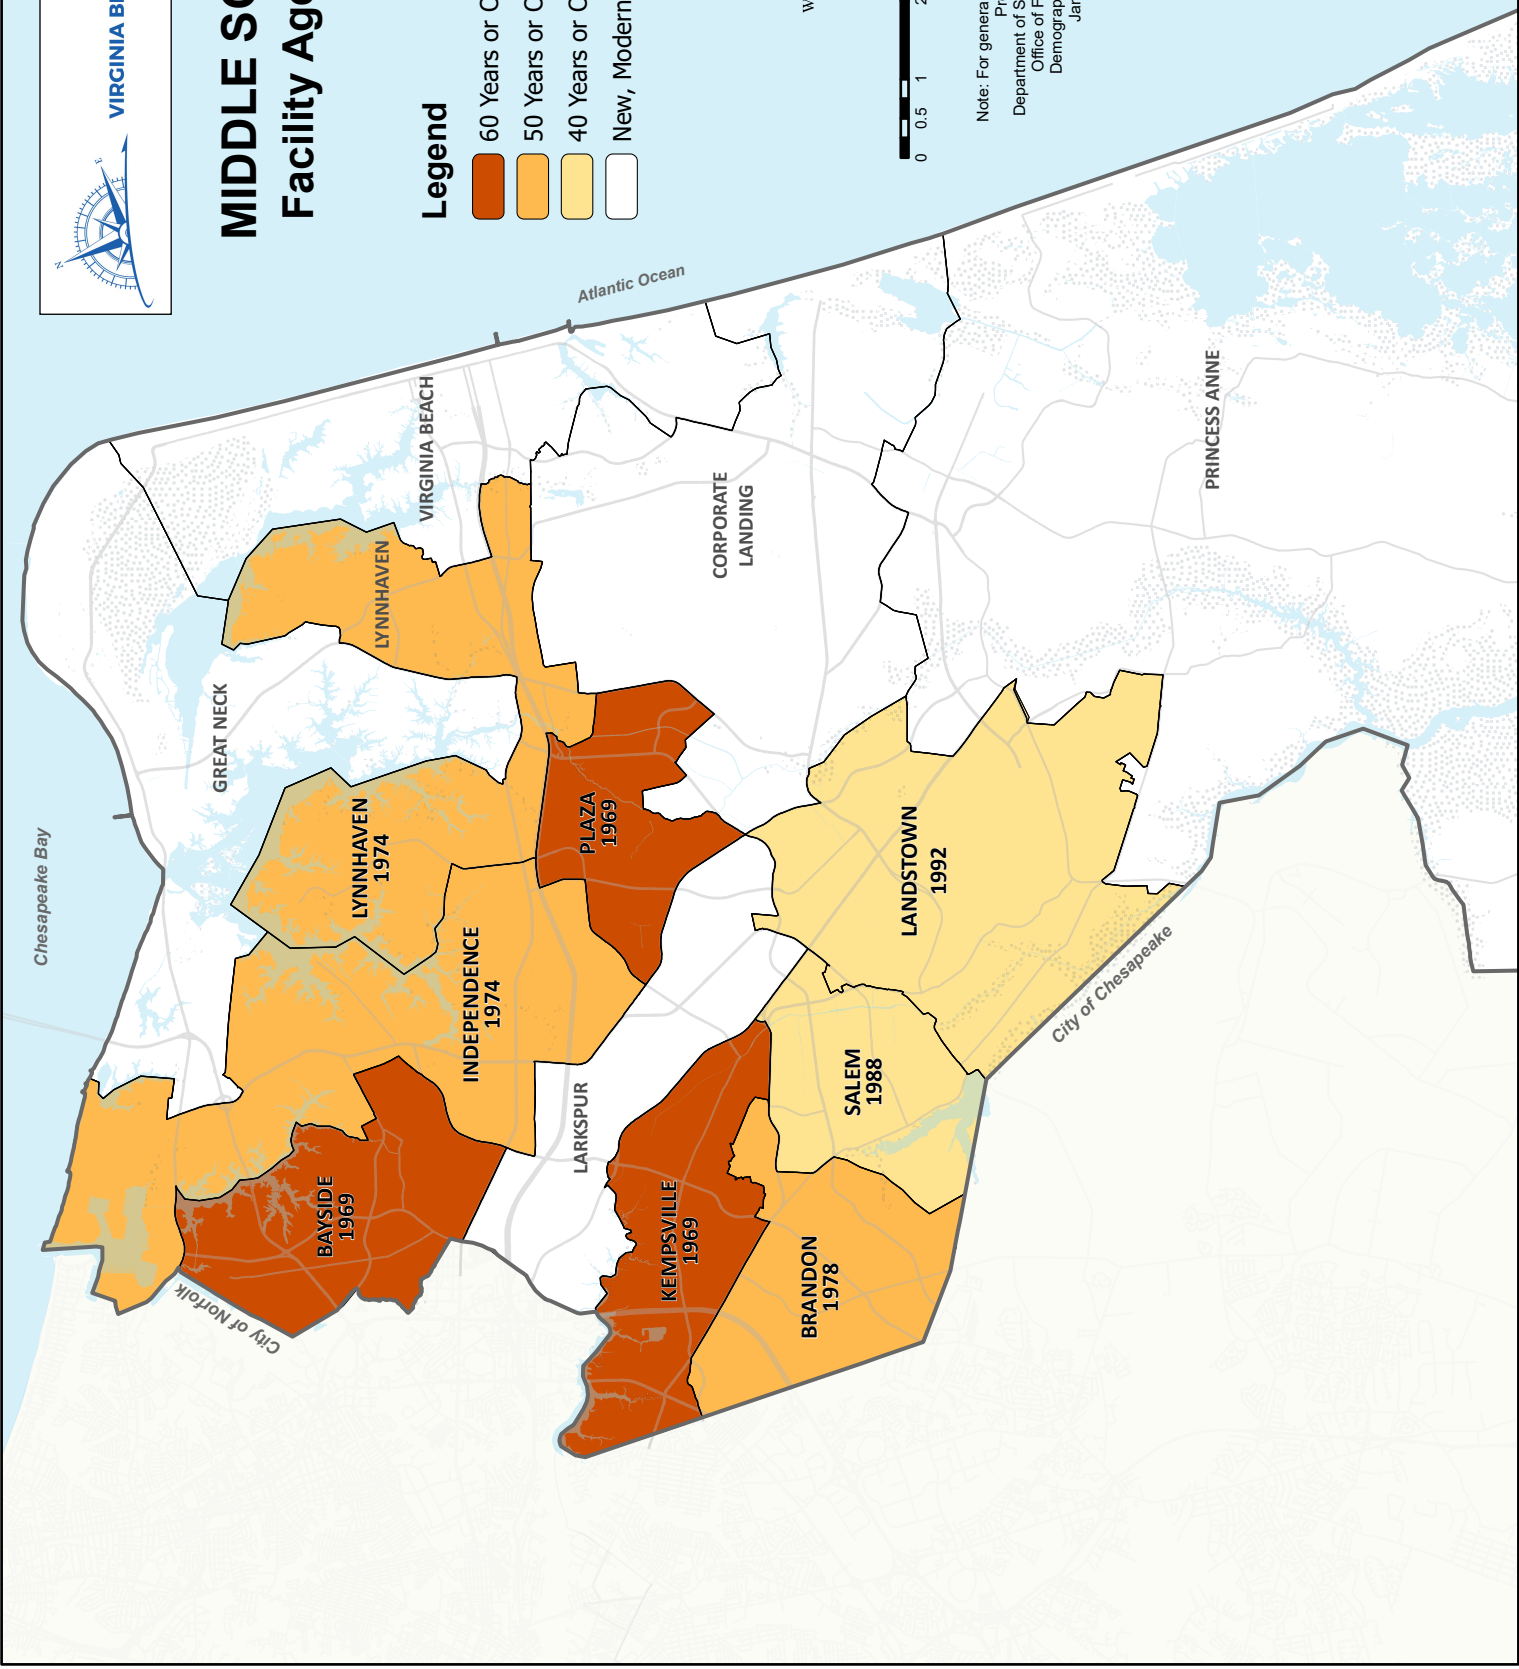 VIRGINIA BE
MIDDLE SC
Facility Age
Legend
60 Years or O
50 Years or O
40 Years or O
New, Modern
0 0.5 1 2
W
Note: For genera
Pr
Department of S
Office of F
Demograp
Jar
N
E
Chesapeake Bay
Atlantic Ocean
City of Norfolk
City of Chesapeake
GREAT NECK
VIRGINIA BEACH
LYNNHAVEN
LYNNHAVEN
1974
INDEPENDENCE
1974
BAYSIDE
1969
PLAZA
1969
LARKSPUR
KEMPSVILLE
1969
CORPORATE
LANDING
BRANDON
1978
SALEM
1988
LANDSTOWN
1992
PRINCESS ANNE